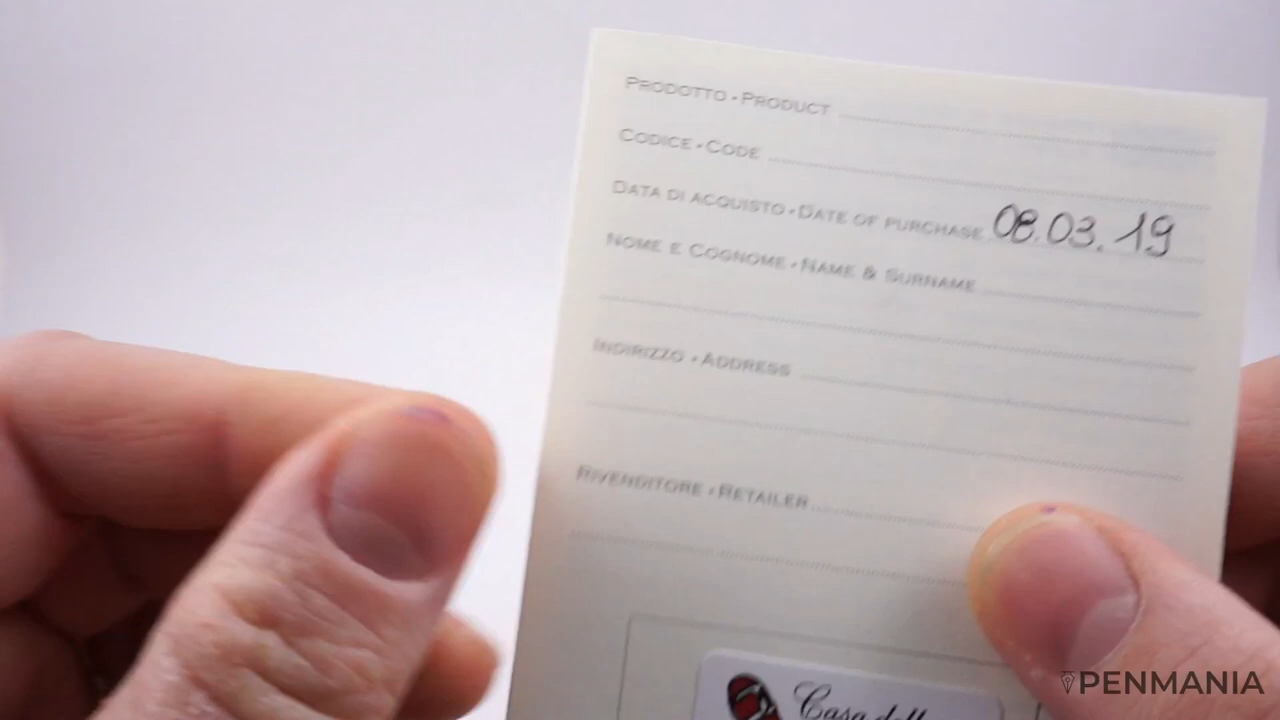 PRODOTTO • PRODUCT
CODICE • CODE
DATA DI ACQUISTO • DATE OF PURCHASE 08.03.19
NOME E COGNOME • NAME & SURNAME
INDIRIZZO • ADDRESS
RIVENDITORE • RETAILER
Casa
PENMANIA